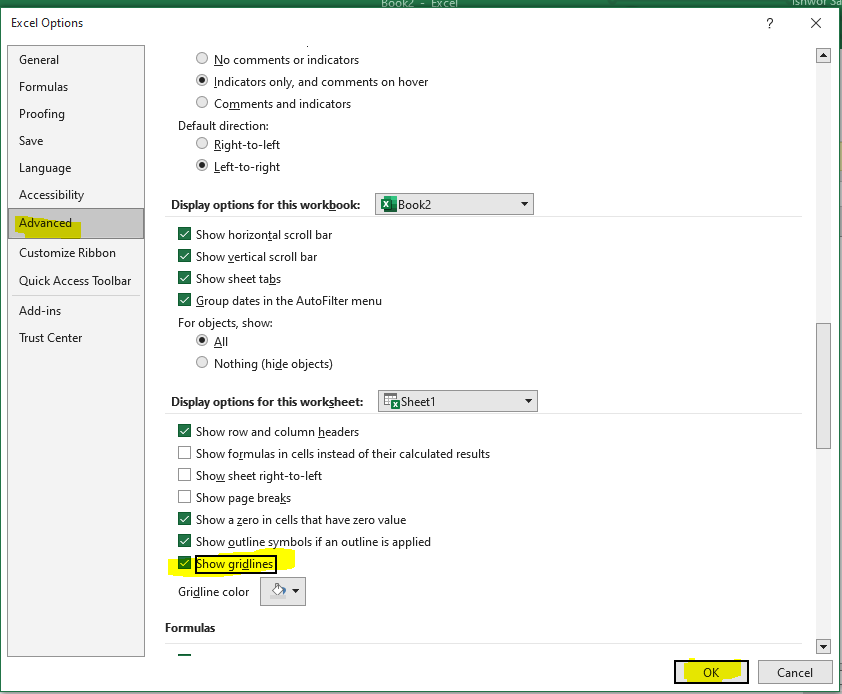 Book2 - Excel
Ishwor Sa
Excel Options
?
General
Formulas
Proofing
Save
Language
Accessibility
Advanced
Customize Ribbon
Quick Access Toolbar
Add-ins
Trust Center
No comments or indicators
Indicators only, and comments on hover
Comments and indicators
Default direction:
Right-to-left
Left-to-right
Display options for this workbook: Book2
Show horizontal scroll bar
Show vertical scroll bar
Show sheet tabs
Group dates in the AutoFilter menu
For objects, show:
All
Nothing (hide objects)
Display options for this worksheet: Sheet1
Show row and column headers
Show formulas in cells instead of their calculated results
Show sheet right-to-left
Show page breaks
Show a zero in cells that have zero value
Show outline symbols if an outline is applied
Show gridlines
Gridline color
Formulas
OK Cancel